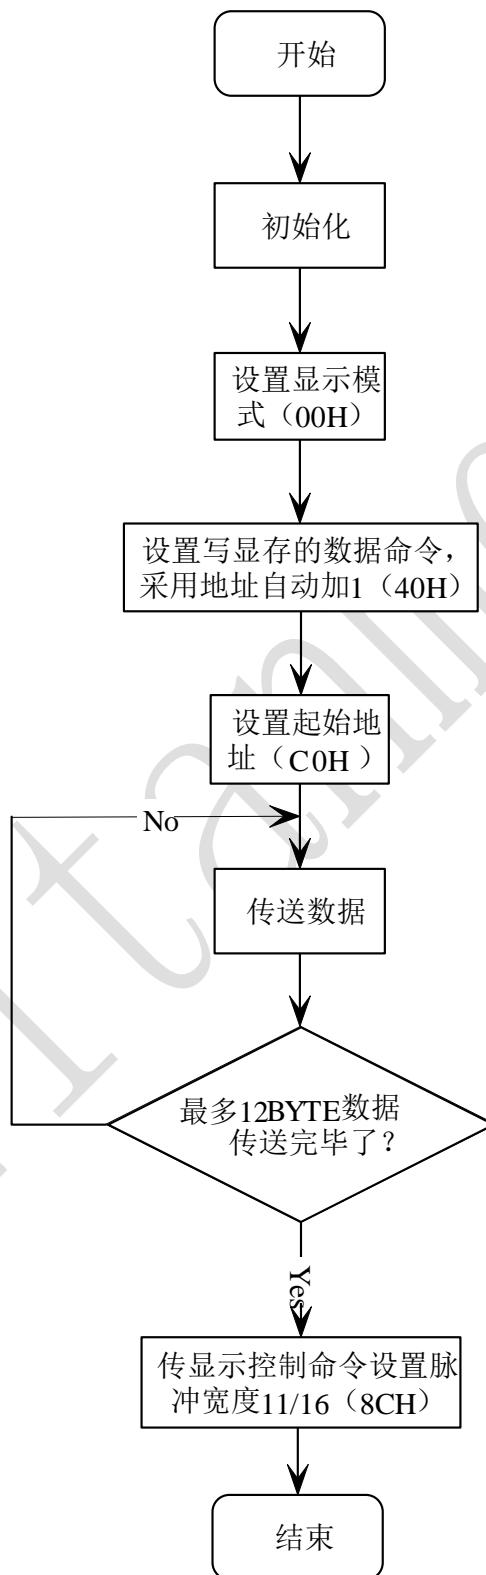 开始
初始化
设置显示模
式（00H）
设置写显存的数据命令，
采用地址自动加1（40H）
设置起始地
址（C0H ）
No
传送数据
最多12BYTE数据
传送完毕了？
Yes
传显示控制命令设置脉
冲宽度11/16（8CH）
结束